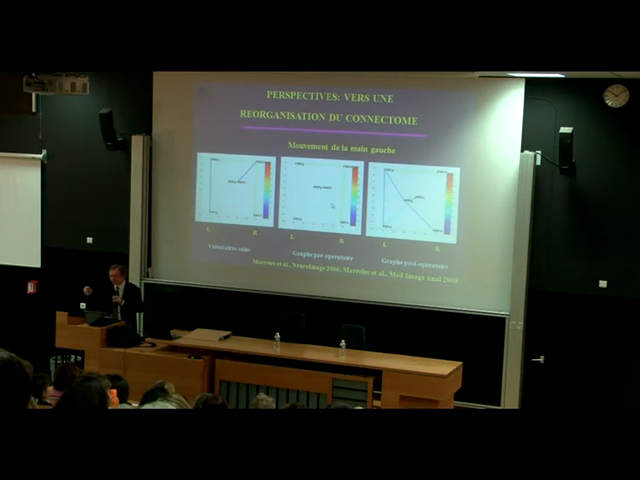 PERSPECTIVES: VERS UNE
REORGANISATION DU CONNECTOME
Mouvement de la main gauche
L R L R L R
Volontaires sains
Graphe pré-opératoire
Graphe post-opératoire
Marrelec et al., NeuroImage 2006, Marrelec et al., Med Image Anal 2008